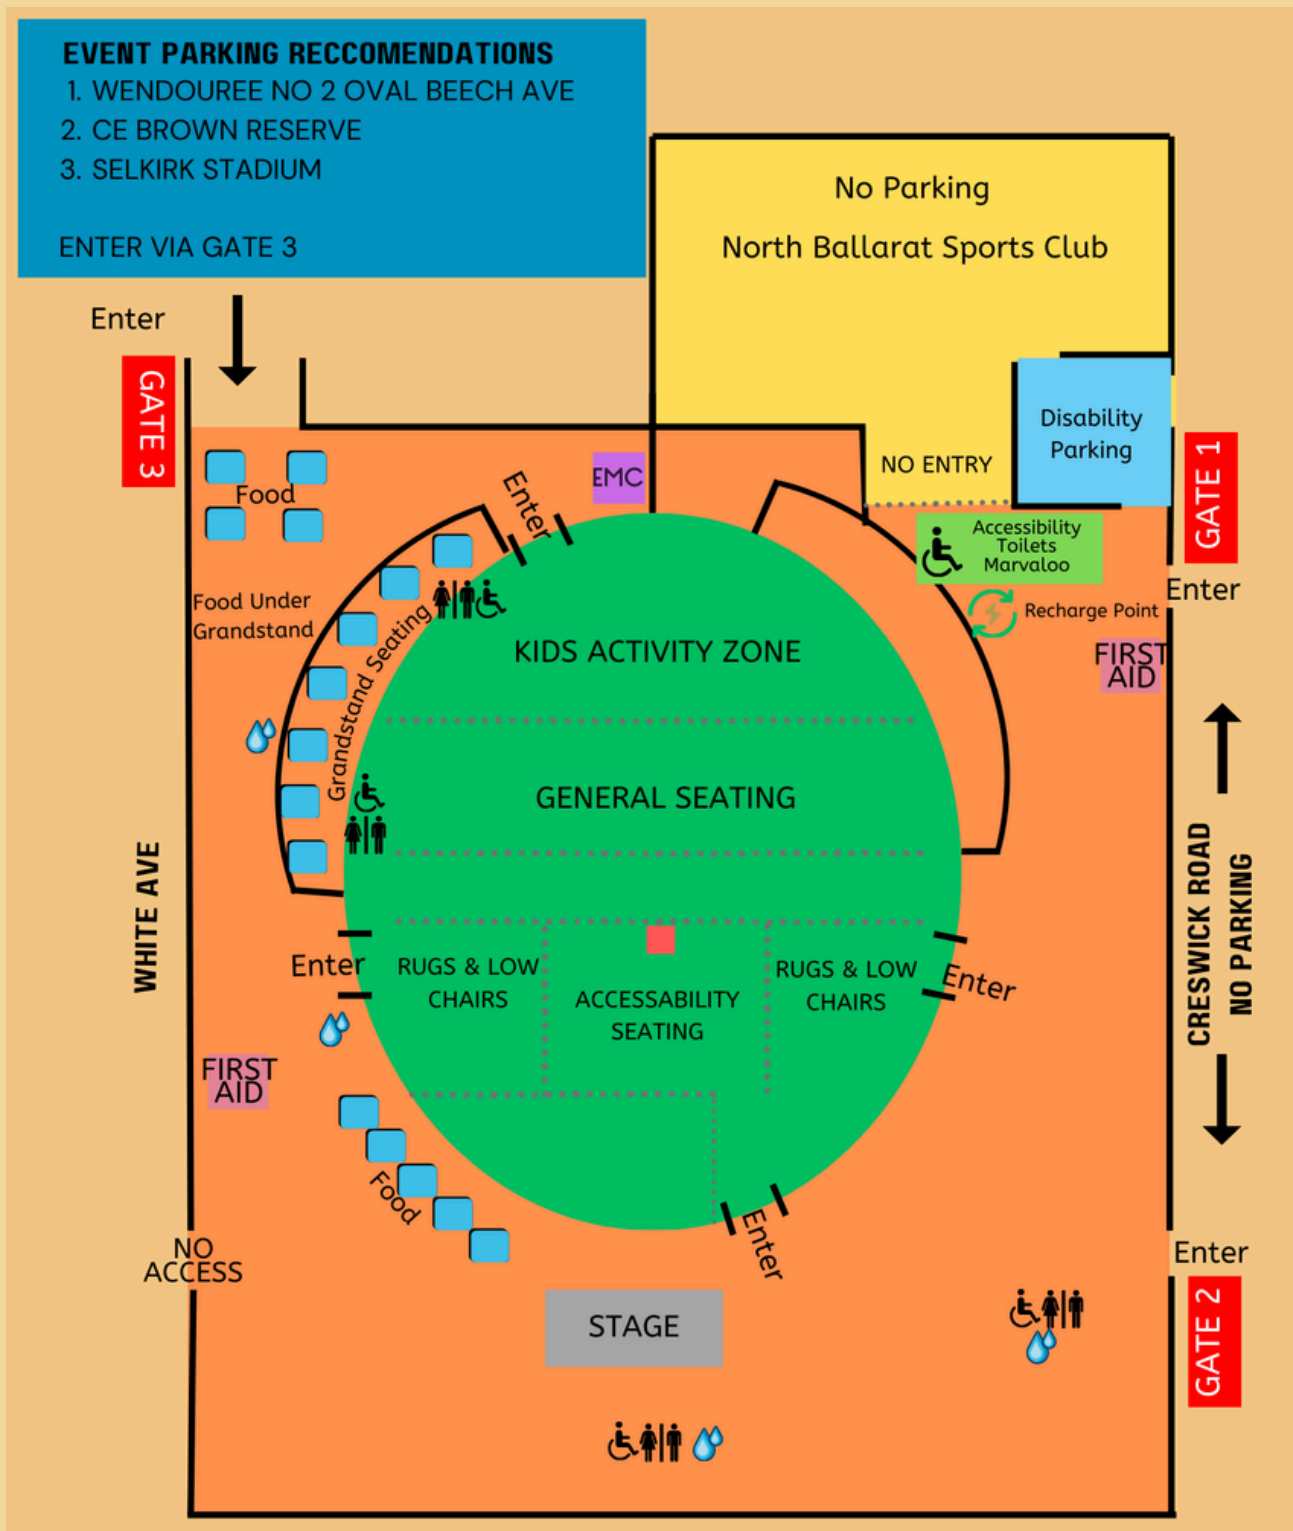 EVENT PARKING RECCOMENDATIONS
1. WENDOUREE NO 2 OVAL BEECH AVE
2. CE BROWN RESERVE
3. SELKIRK STADIUM
ENTER VIA GATE 3
No Parking
North Ballarat Sports Club
Enter
GATE 3
Disability
Parking
NO ENTRY
GATE 1
Enter
EMC
Enter
Food
Accessibility
Toilets
Marvaloo
Recharge Point
FIRST
AID
Food Under
Grandstand
Grandstand Seating
KIDS ACTIVITY ZONE
GENERAL SEATING
WHITE AVE
CRESWICK ROAD
NO PARKING
Enter
RUGS & LOW
CHAIRS
ACCESSABILITY
SEATING
RUGS & LOW
CHAIRS
Enter
FIRST
AID
Food
NO
ACCESS
Enter
Enter
GATE 2
STAGE